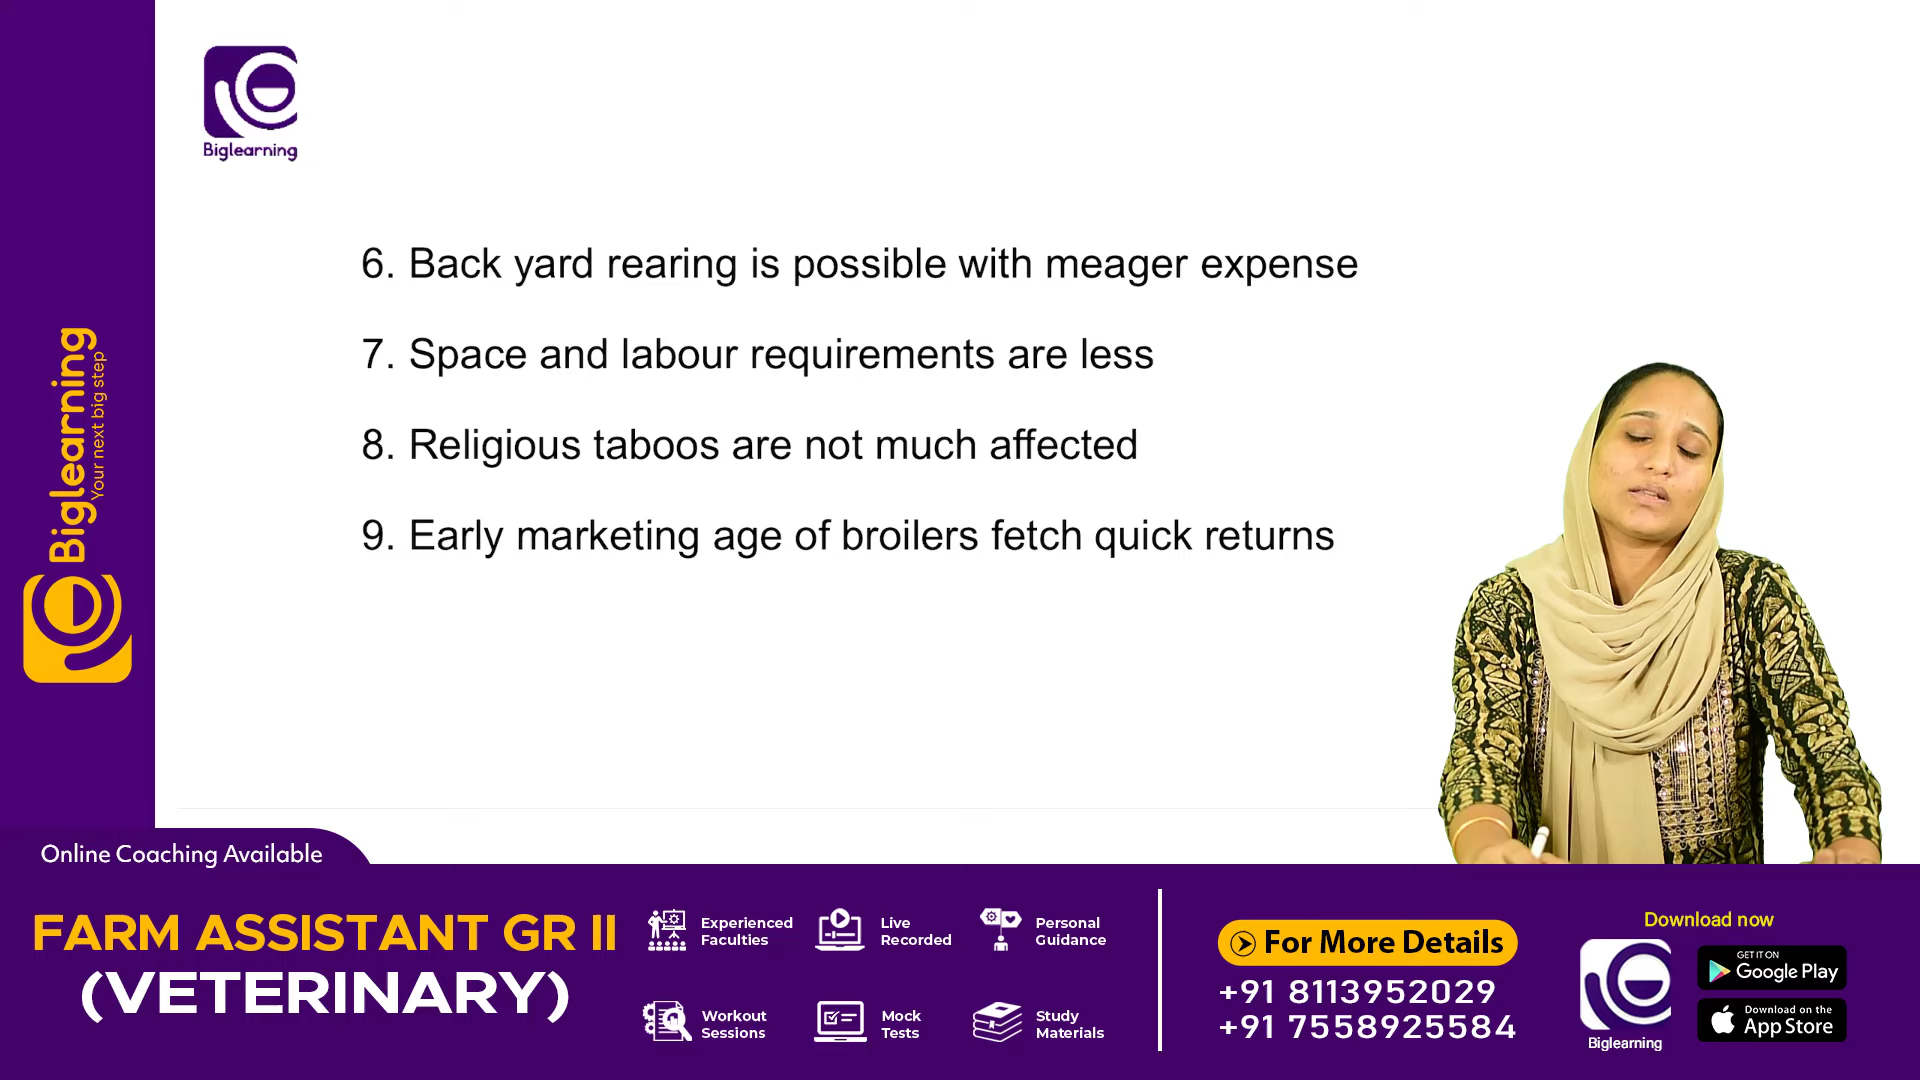 Biglearning
6. Back yard rearing is possible with meager expense
7. Space and labour requirements are less
8. Religious taboos are not much affected
9. Early marketing age of broilers fetch quick returns
Biglearning
Your next big step
Online Coaching Available
FARM ASSISTANT GR II
(VETERINARY)
Experienced
Faculties
Live
Recorded
Personal
Guidance
Workout
Sessions
Mock
Tests
Study
Materials
For More Details
+91 8113952029
+91 7558925584
Download now
Biglearning
GET IT ON
Google Play
Download on the
App Store